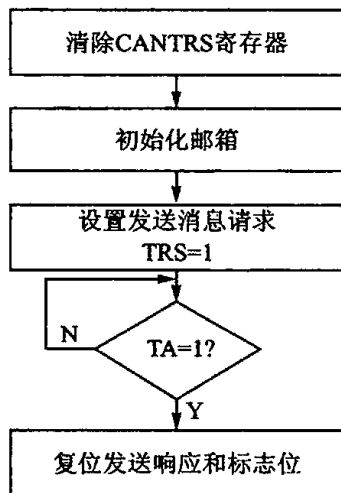 清除CANTRS寄存器
初始化邮箱
设置发送消息请求
TRS=1
N
TA=1?
Y
复位发送响应和标志位